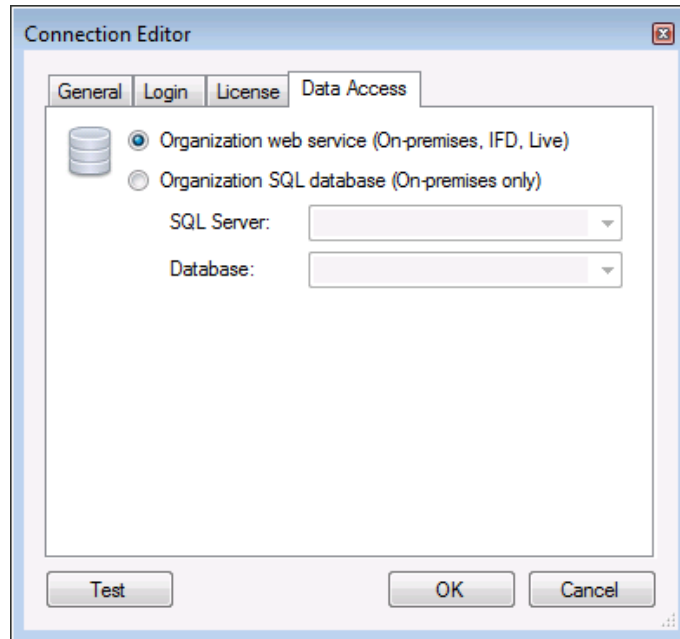 Connection Editor
General Login License Data Access
Organization web service (On-premises, IFD, Live)
Organization SQL database (On-premises only)
SQL Server:
Database:
Test OK Cancel